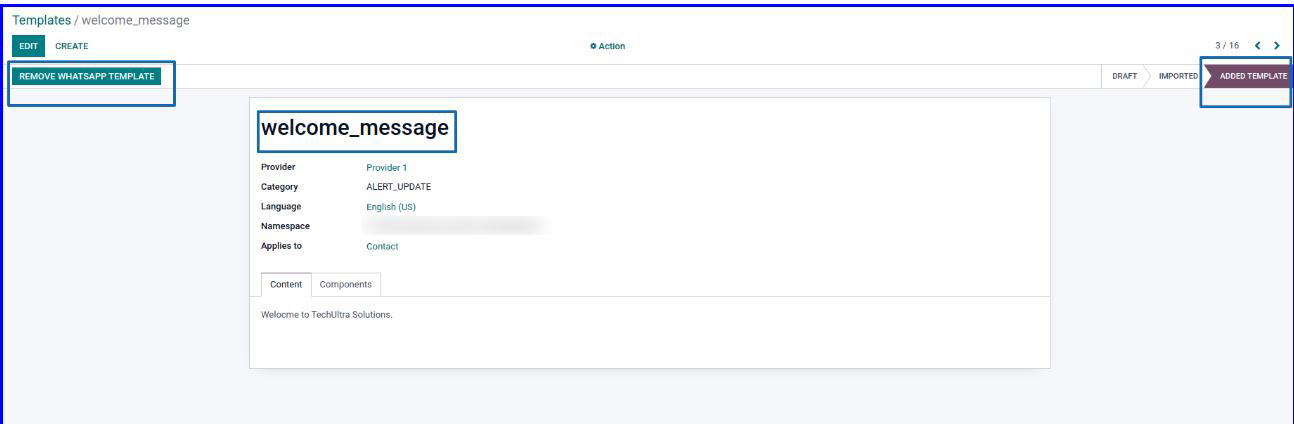 Templates / welcome_message
EDIT CREATE Action 3 / 16
REMOVE WHATSAPP TEMPLATE DRAFT IMPORTED ADDED TEMPLATE
welcome_message
Provider Provider 1
Category ALERT_UPDATE
Language English (US)
Namespace
Applies to Contact
Content Components
Welocme to TechUltra Solutions.